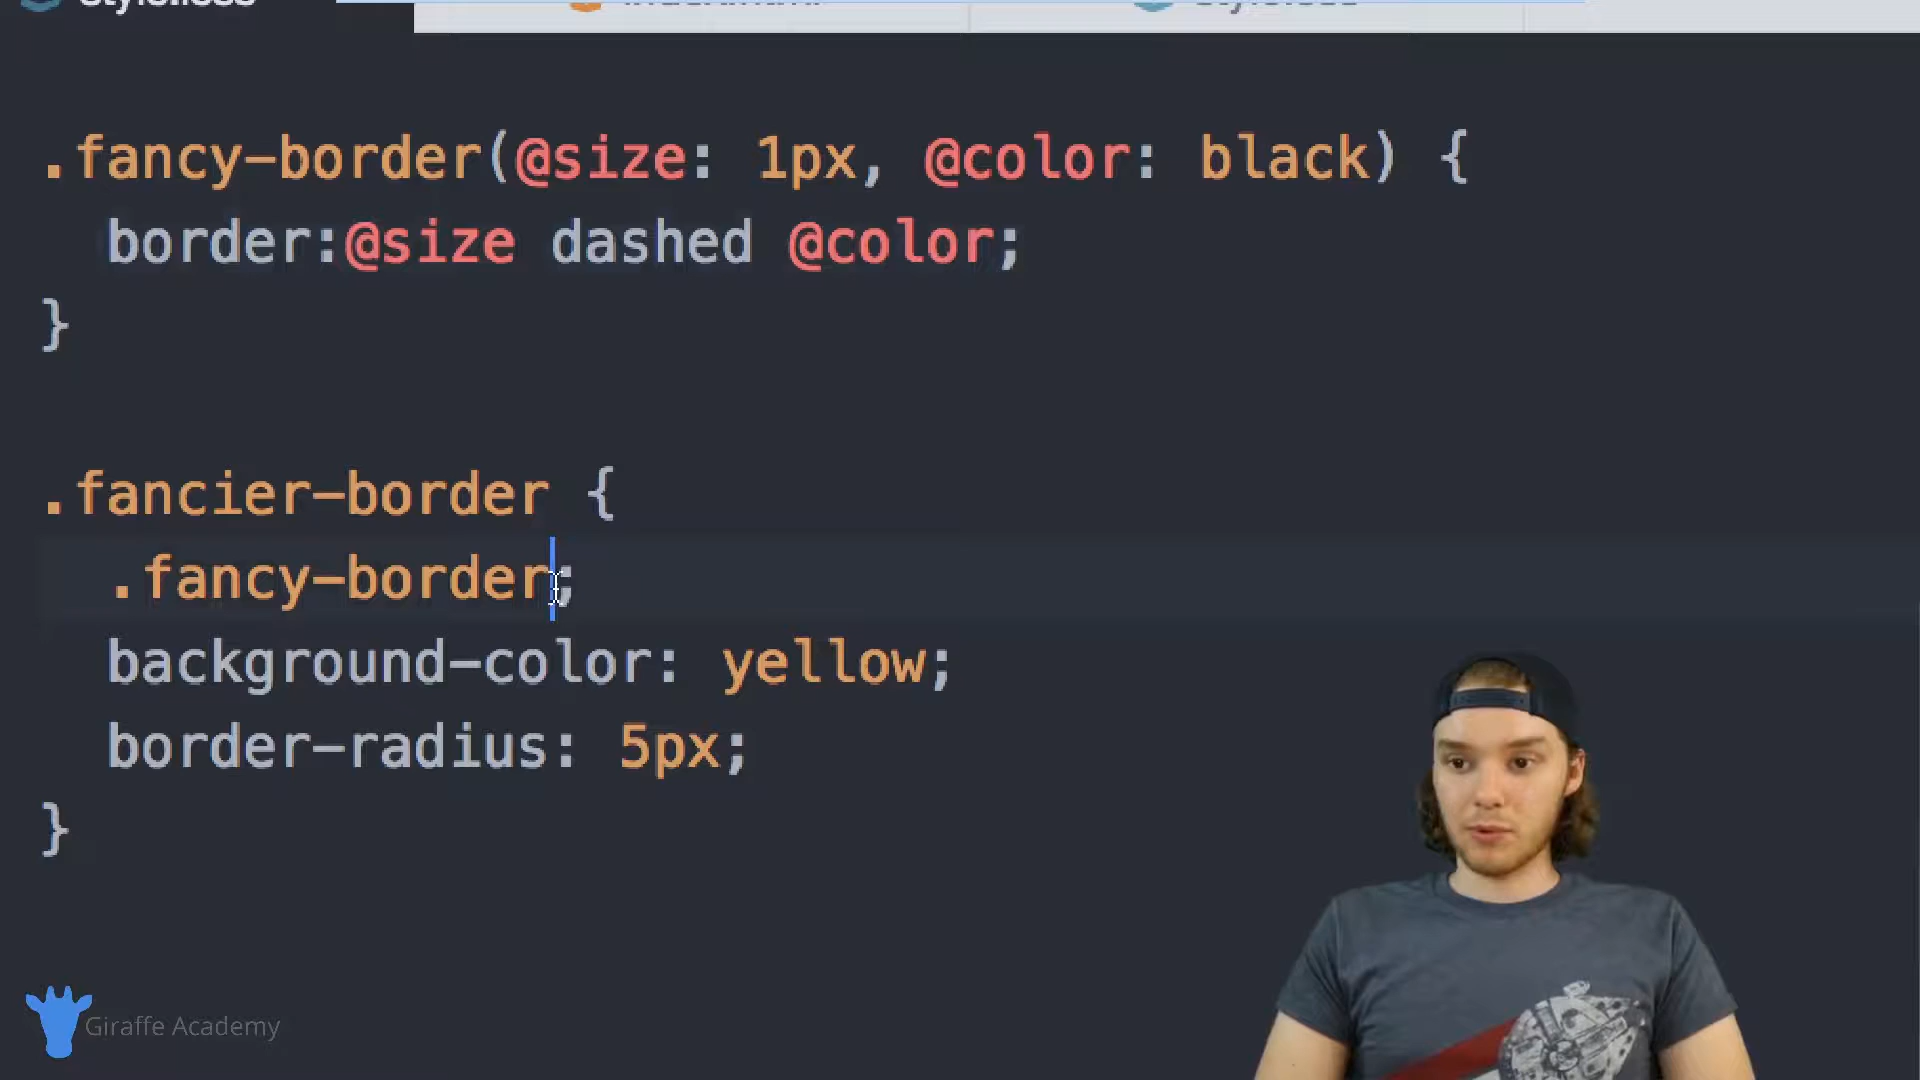 .fancy-border(@size: 1px, @color: black) {
border:@size dashed @color;
}
.fancier-border {
.fancy-border;
background-color: yellow;
border-radius: 5px;
}
Giraffe Academy